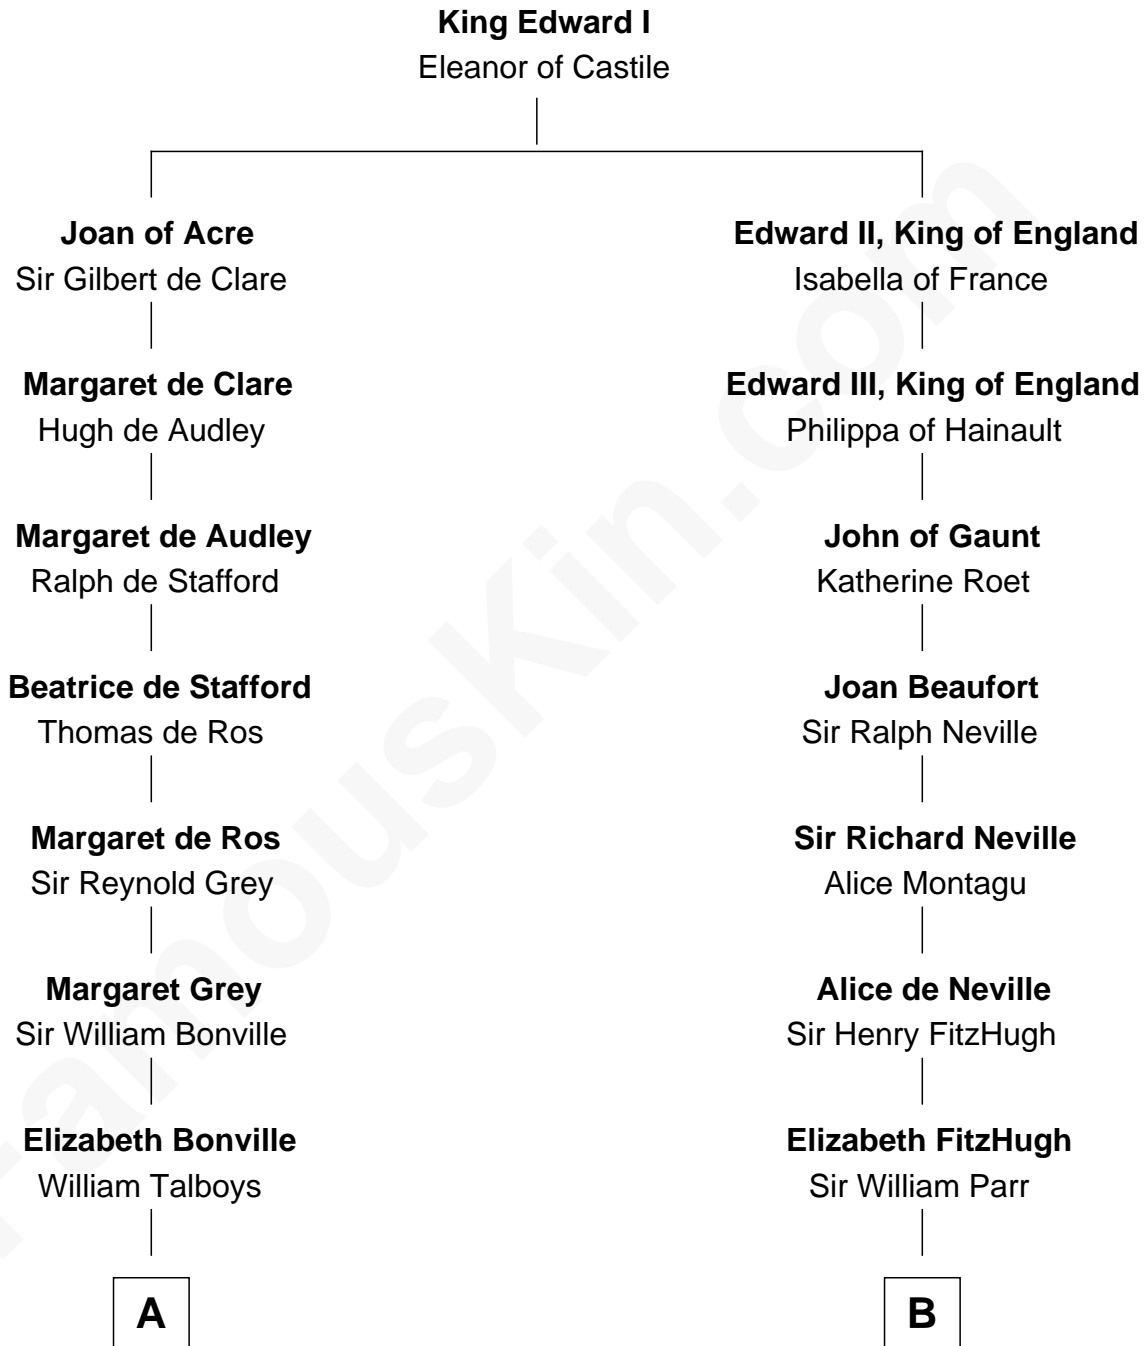 King Edward I
Eleanor of Castile
Joan of Acre
Sir Gilbert de Clare
Edward II, King of England
Isabella of France
Margaret de Clare
Hugh de Audley
Edward III, King of England
Philippa of Hainault
Margaret de Audley
Ralph de Stafford
John of Gaunt
Katherine Roet
Beatrice de Stafford
Thomas de Ros
Joan Beaufort
Sir Ralph Neville
Margaret de Ros
Sir Reynold Grey
Sir Richard Neville
Alice Montagu
Margaret Grey
Sir William Bonville
Alice de Neville
Sir Henry FitzHugh
Elizabeth Bonville
William Talboys
Elizabeth FitzHugh
Sir William Parr
A
B
FamousKin.com